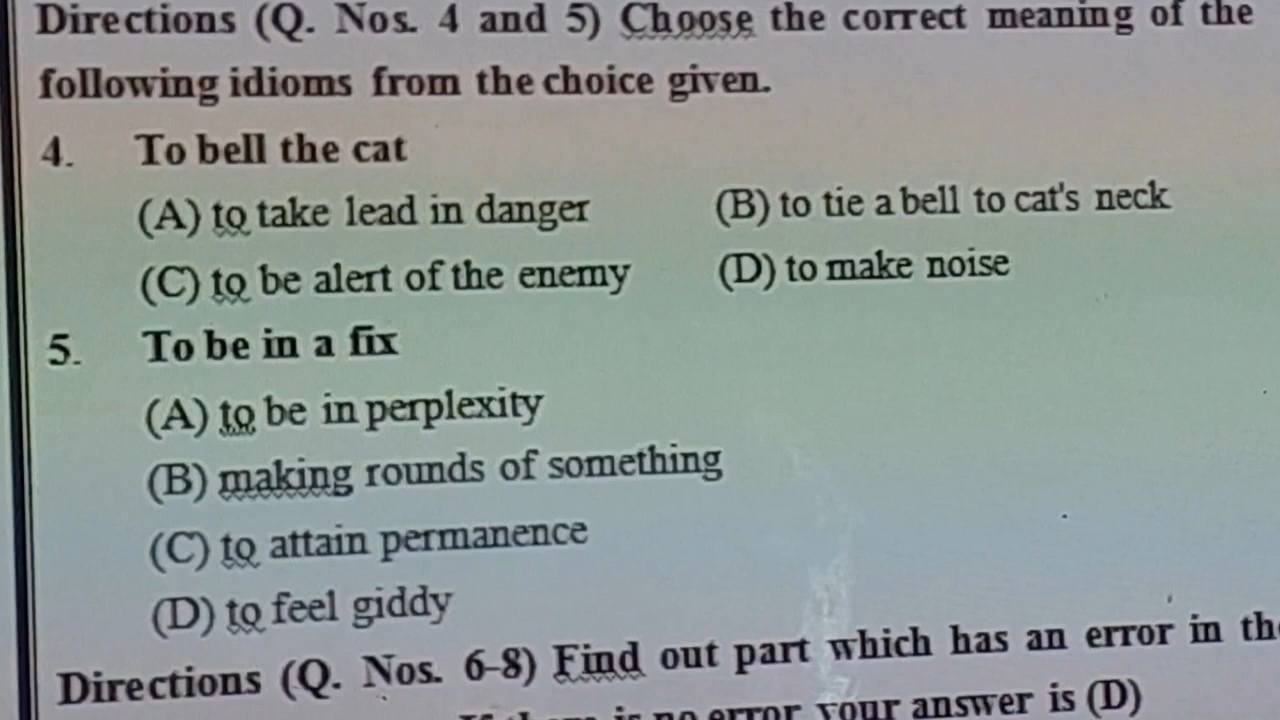 Directions (Q. Nos. 4 and 5) Choose the correct meaning of the
following idioms from the choice given.
4. To bell the cat
(A) to take lead in danger (B) to tie a bell to cat's neck
(C) to be alert of the enemy (D) to make noise
5. To be in a fix
(A) to be in perplexity
(B) making rounds of something
(C) to attain permanence
(D) to feel giddy
Directions (Q. Nos. 6-8) Find out part which has an error in
is no error your answer is (D)